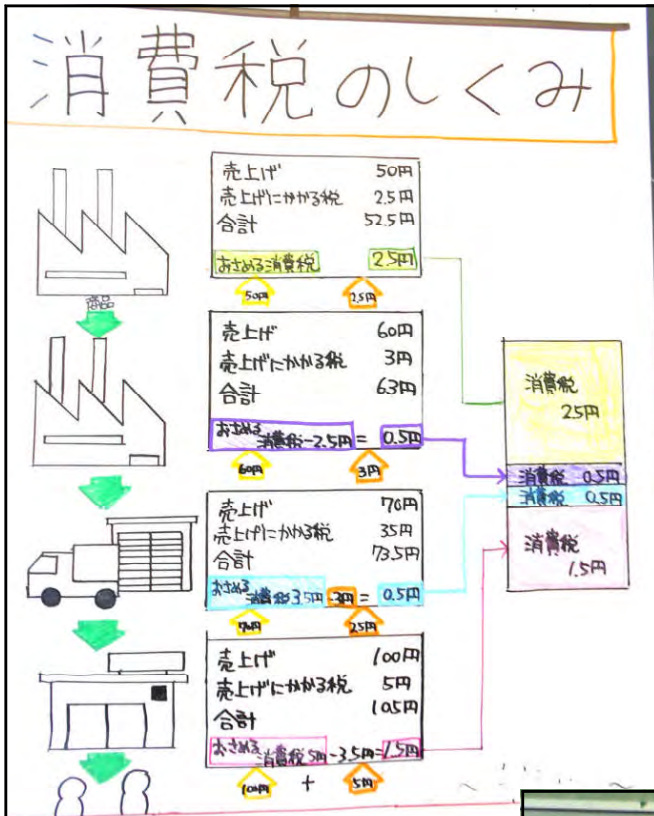 消費税のしくみ
売上げ 50円
売上げにかかる税 2.5円
合計 52.5円
おさめる消費税 2.5円
50円 2.5円
商品
売上げ 60円
売上げにかかる税 3円
合計 63円
おさめる消費税-2.5円= 0.5円
60円 3円
売上げ 70円
売上げにかかる税 35円
合計 73.5円
おさめる消費税3.5円-3円= 0.5円
70円 25円
売上げ 100円
売上げにかかる税 5円
合計 105円
おさめる消費税5円-3.5円=1.5円
100円 + 5円
消費税
25円
消費税 0.5円
消費税 0.5円
消費税
1.5円